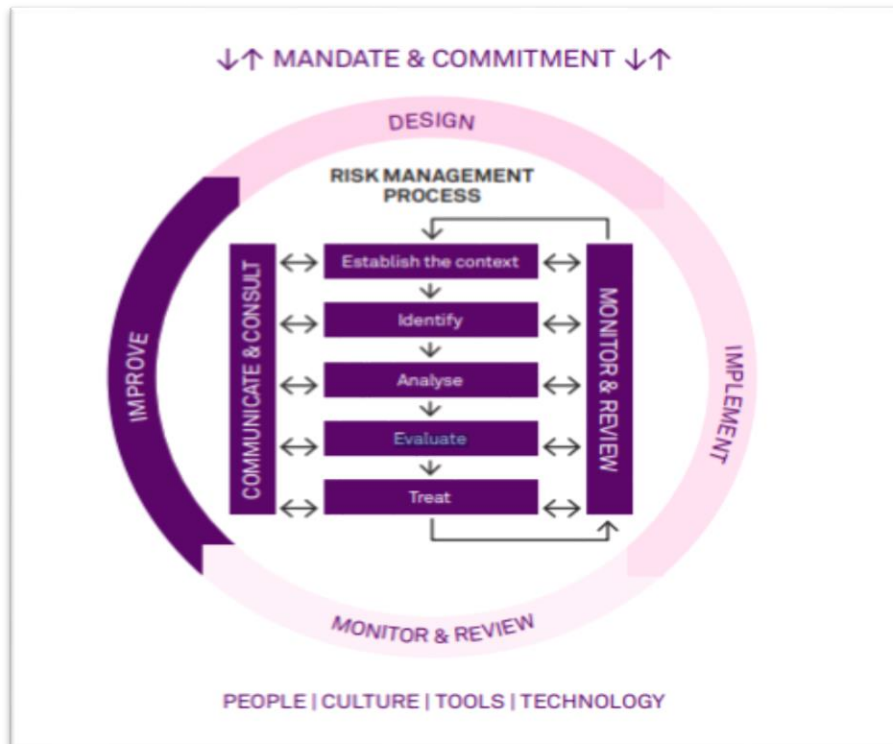 ↓↑ MANDATE & COMMITMENT ↓↑
DESIGN
RISK MANAGEMENT
PROCESS
IMPROVE
COMMUNICATE & CONSULT
Establish the context
Identify
Analyse
Evaluate
Treat
MONITOR & REVIEW
IMPLEMENT
MONITOR & REVIEW
PEOPLE | CULTURE | TOOLS | TECHNOLOGY